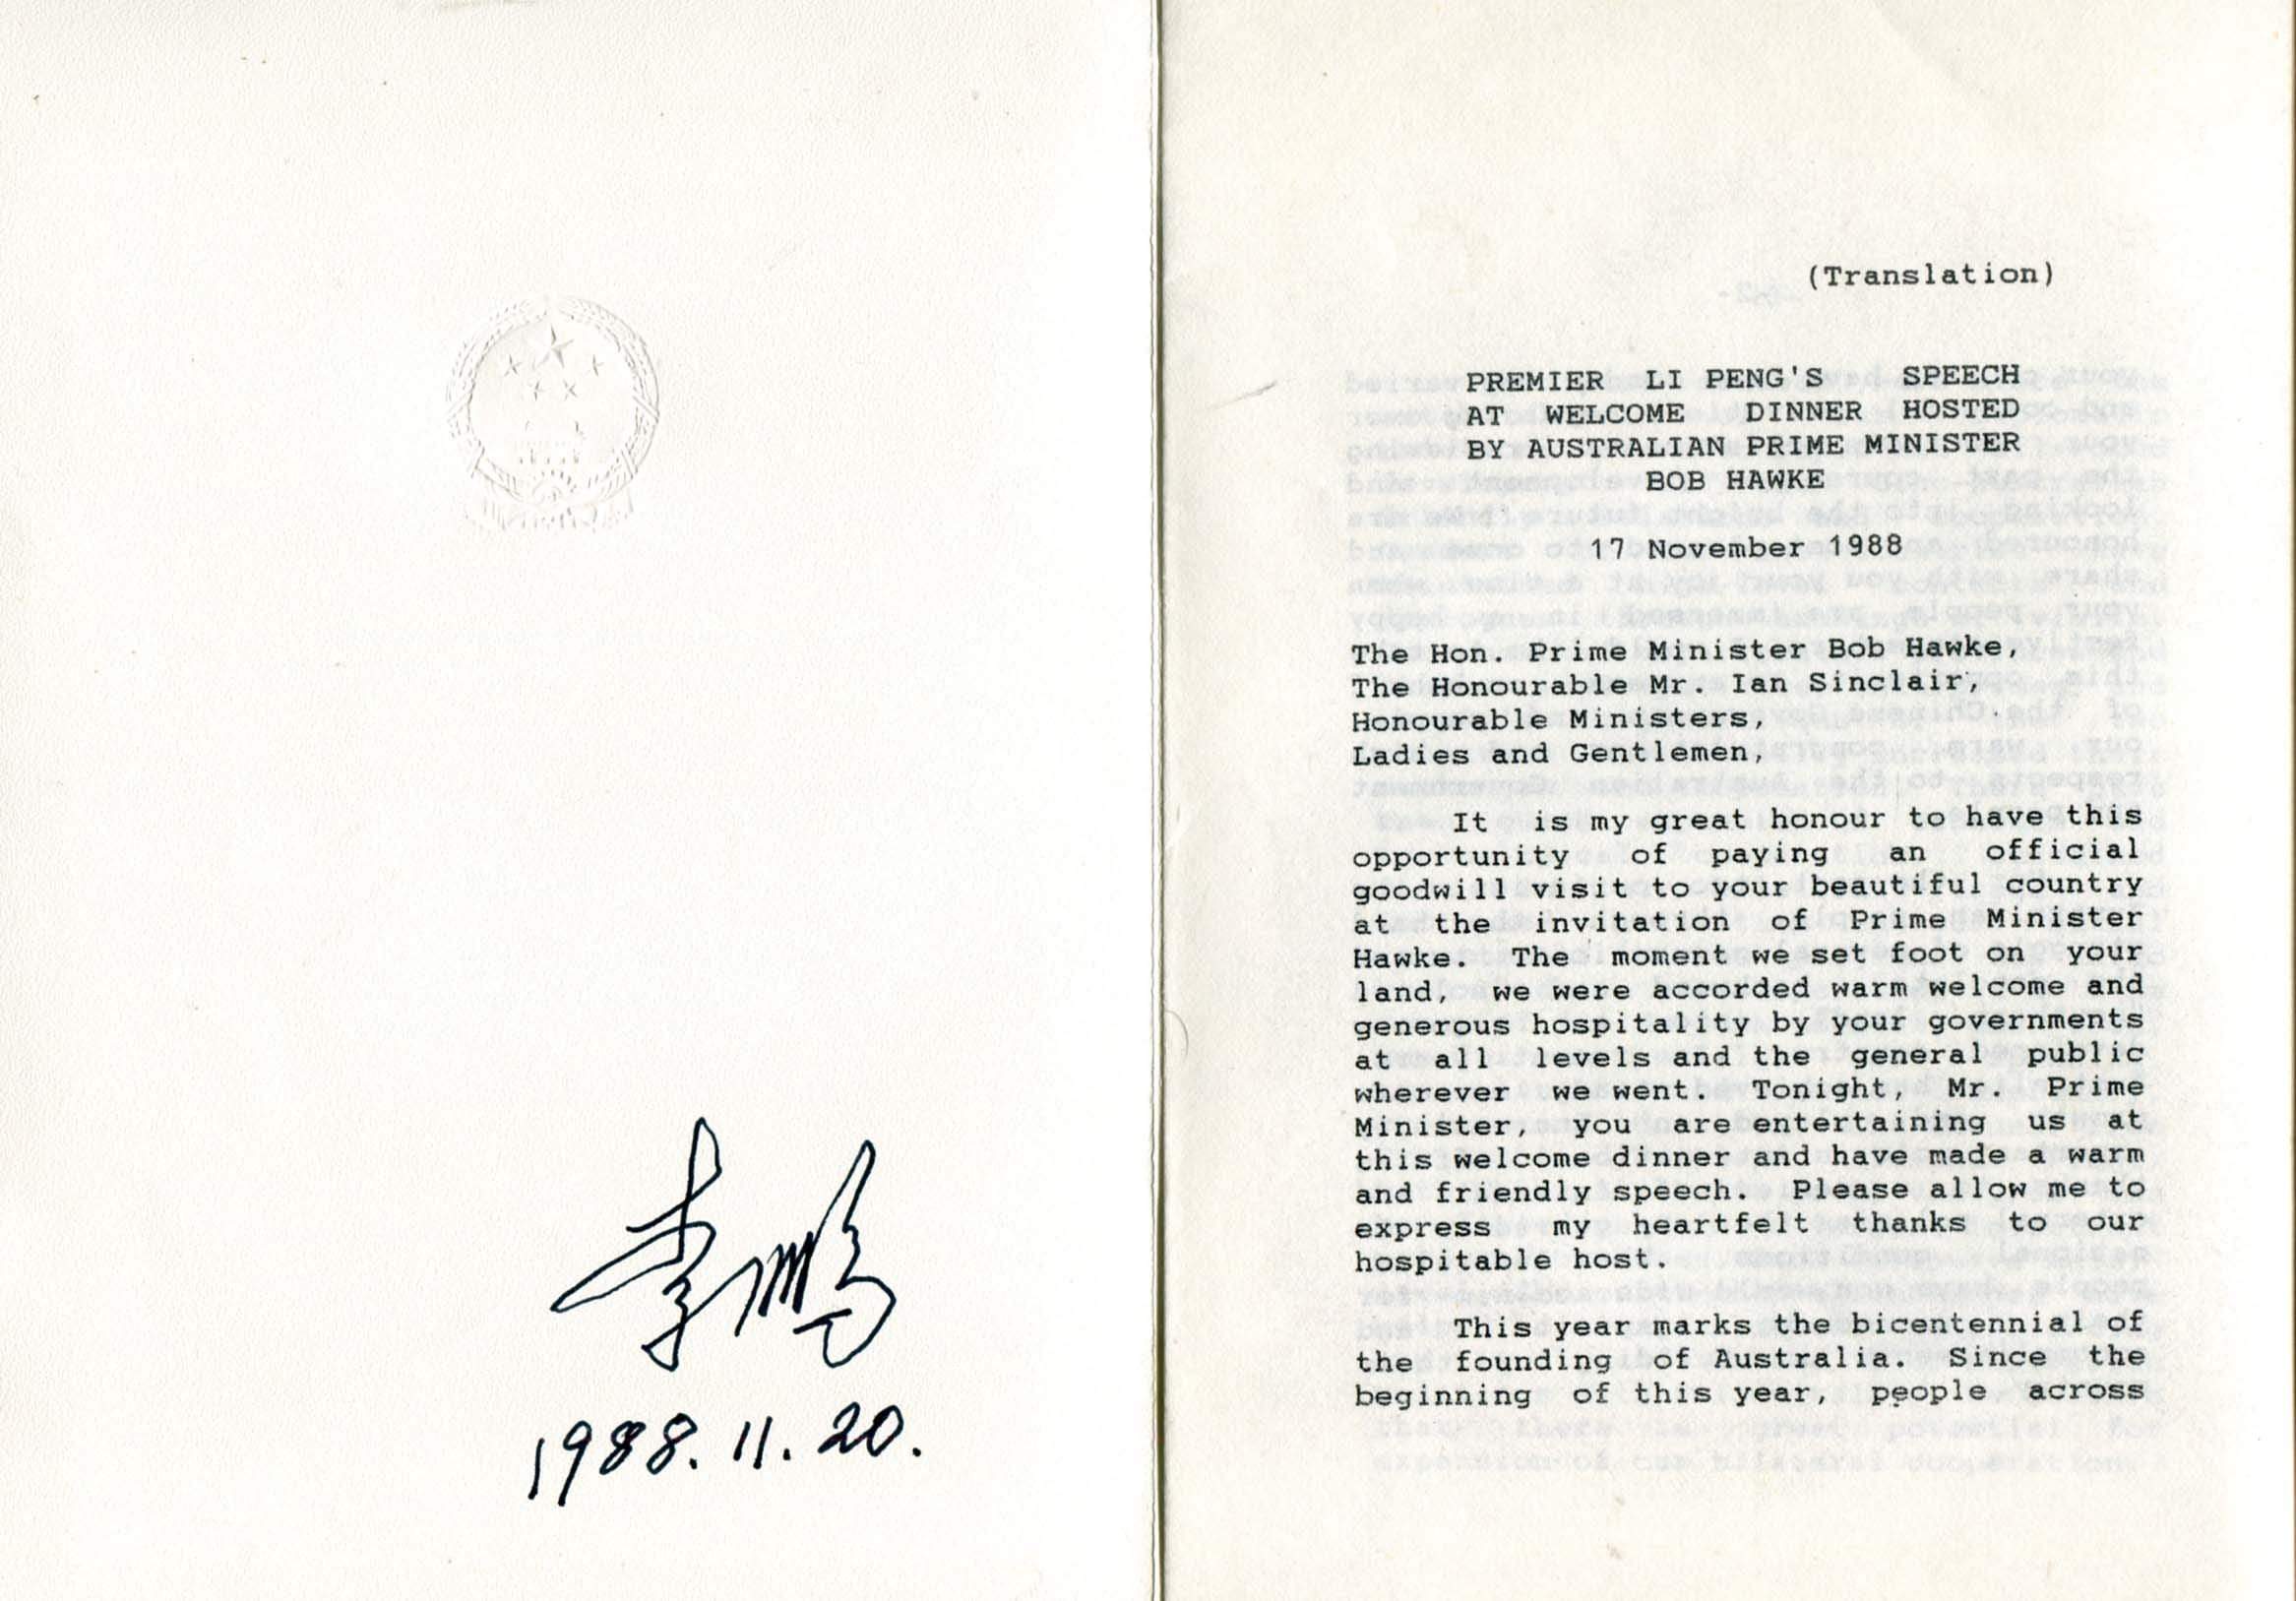 李鹏
1988.11.20.
(Translation)
PREMIER LI PENG'S SPEECH
AT WELCOME DINNER HOSTED
BY AUSTRALIAN PRIME MINISTER
BOB HAWKE
17 November 1988
The Hon. Prime Minister Bob Hawke,
The Honourable Mr. Ian Sinclair,
Honourable Ministers,
Ladies and Gentlemen,
It is my great honour to have this
opportunity of paying an official
goodwill visit to your beautiful country
at the invitation of Prime Minister
Hawke. The moment we set foot on your
land, we were accorded warm welcome and
generous hospitality by your governments
at all levels and the general public
wherever we went. Tonight, Mr. Prime
Minister, you are entertaining us at
this welcome dinner and have made a warm
and friendly speech. Please allow me to
express my heartfelt thanks to our
hospitable host.
This year marks the bicentennial of
the founding of Australia. Since the
beginning of this year, people across